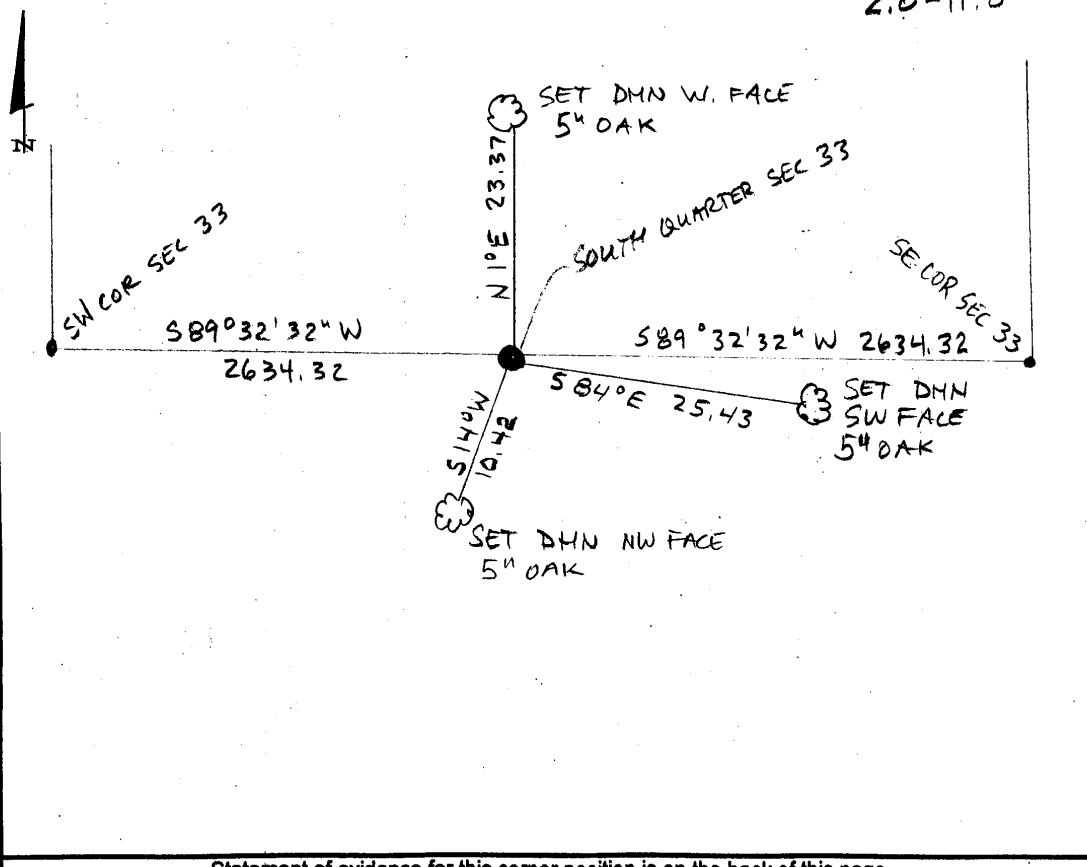 N
SET DMN W. FACE
5" OAK
N 1°E 23.37
SOUTH QUARTER SEC 33
SW COR SEC 33
SE COR SEC 33
S89°32'32" W
2634.32
S89°32'32" W 2634.32
S84°E 25.43
SET DMN
SW FACE
5" OAK
S14°W
10.42
SET DMN NW FACE
5" OAK
Statement of evidence for this corner position is on the back of this page